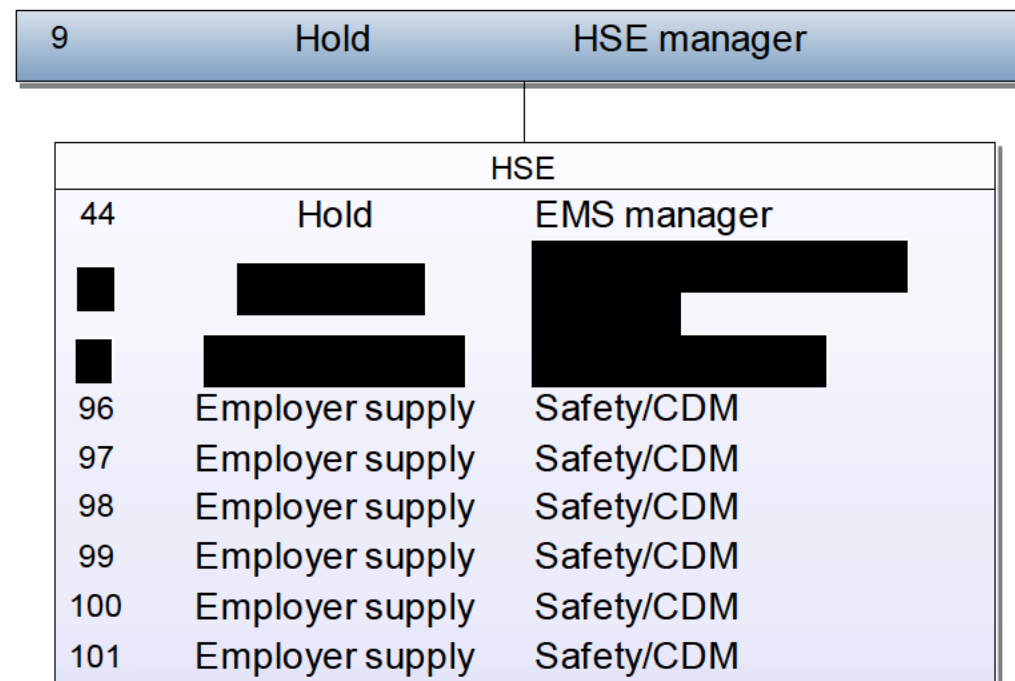 9 Hold HSE manager
HSE
44 Hold EMS manager
96 Employer supply Safety/CDM
97 Employer supply Safety/CDM
98 Employer supply Safety/CDM
99 Employer supply Safety/CDM
100 Employer supply Safety/CDM
101 Employer supply Safety/CDM